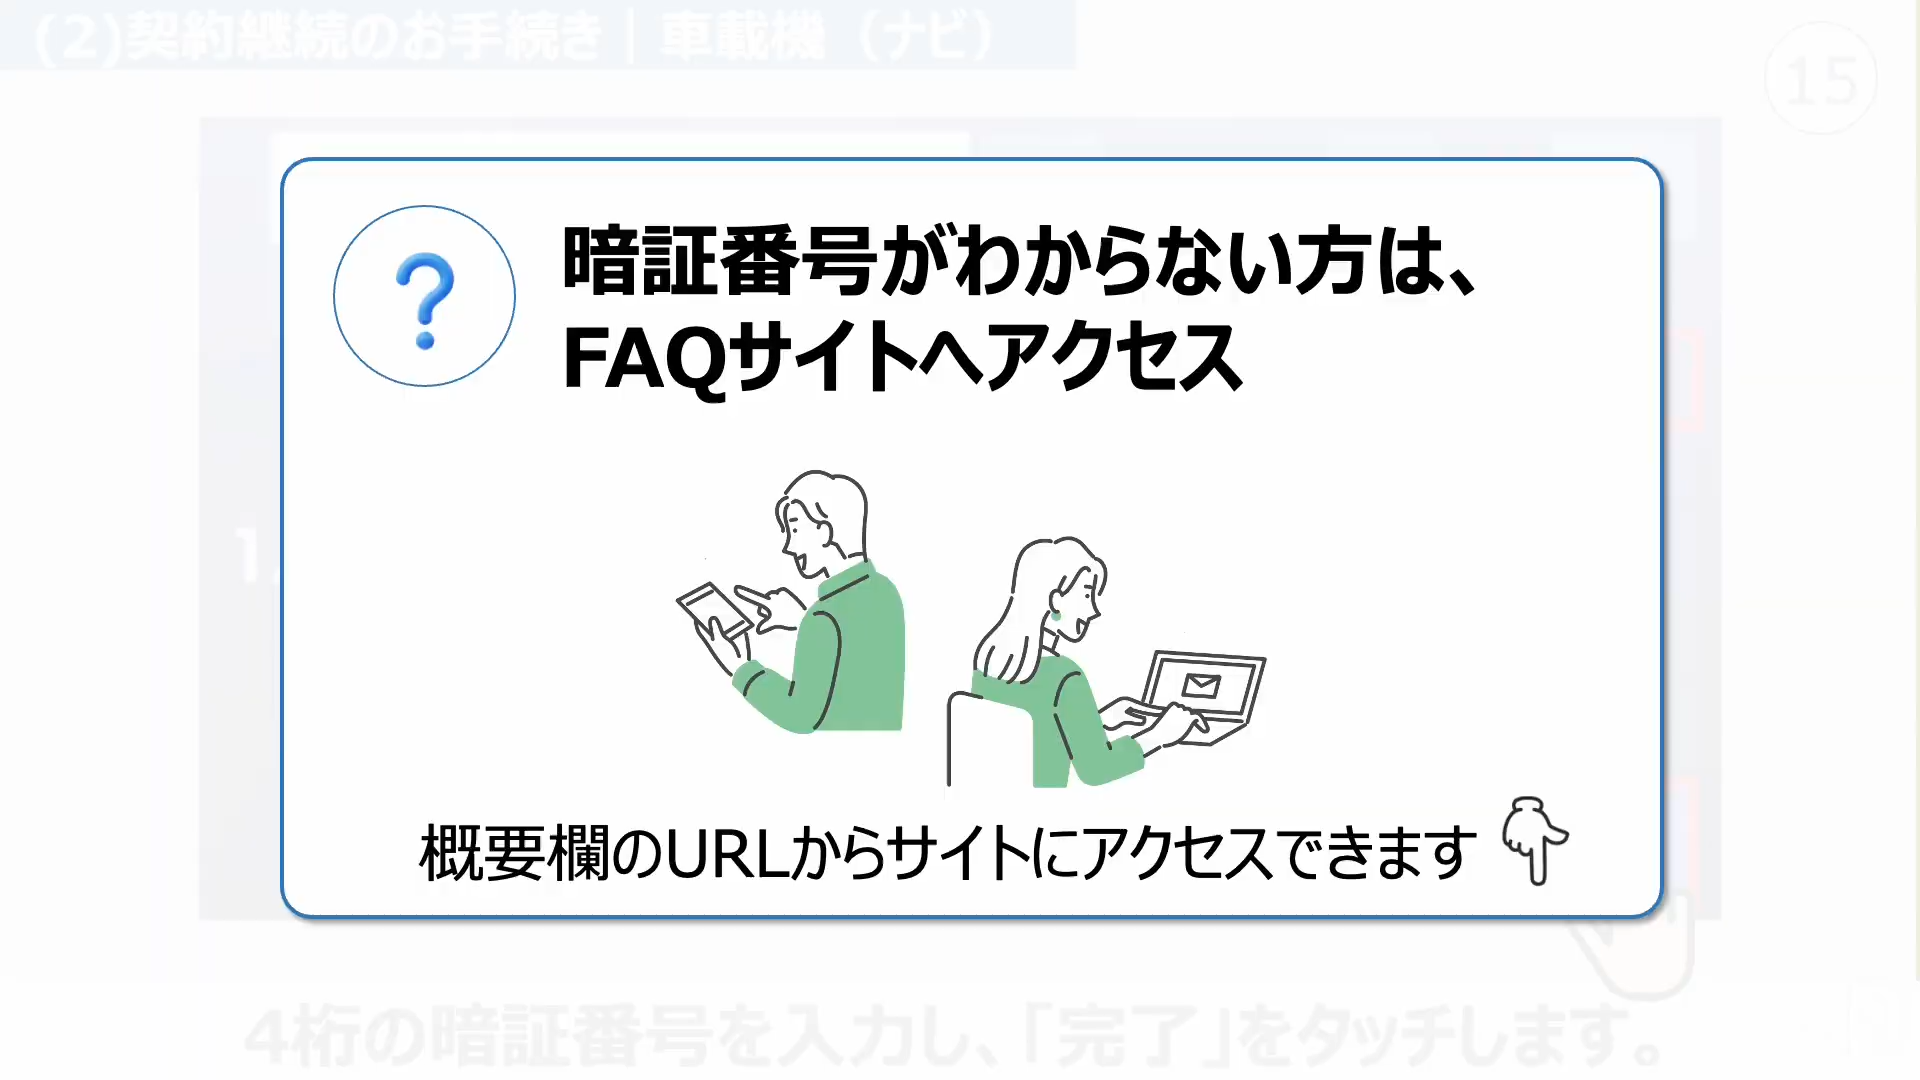 (2)契約継続のお手続き｜車載機（ナビ）
15
暗証番号がわからない方は、
FAQサイトへアクセス
概要欄のURLからサイトにアクセスできます
4桁の暗証番号を入力し、「完了」をタッチします。